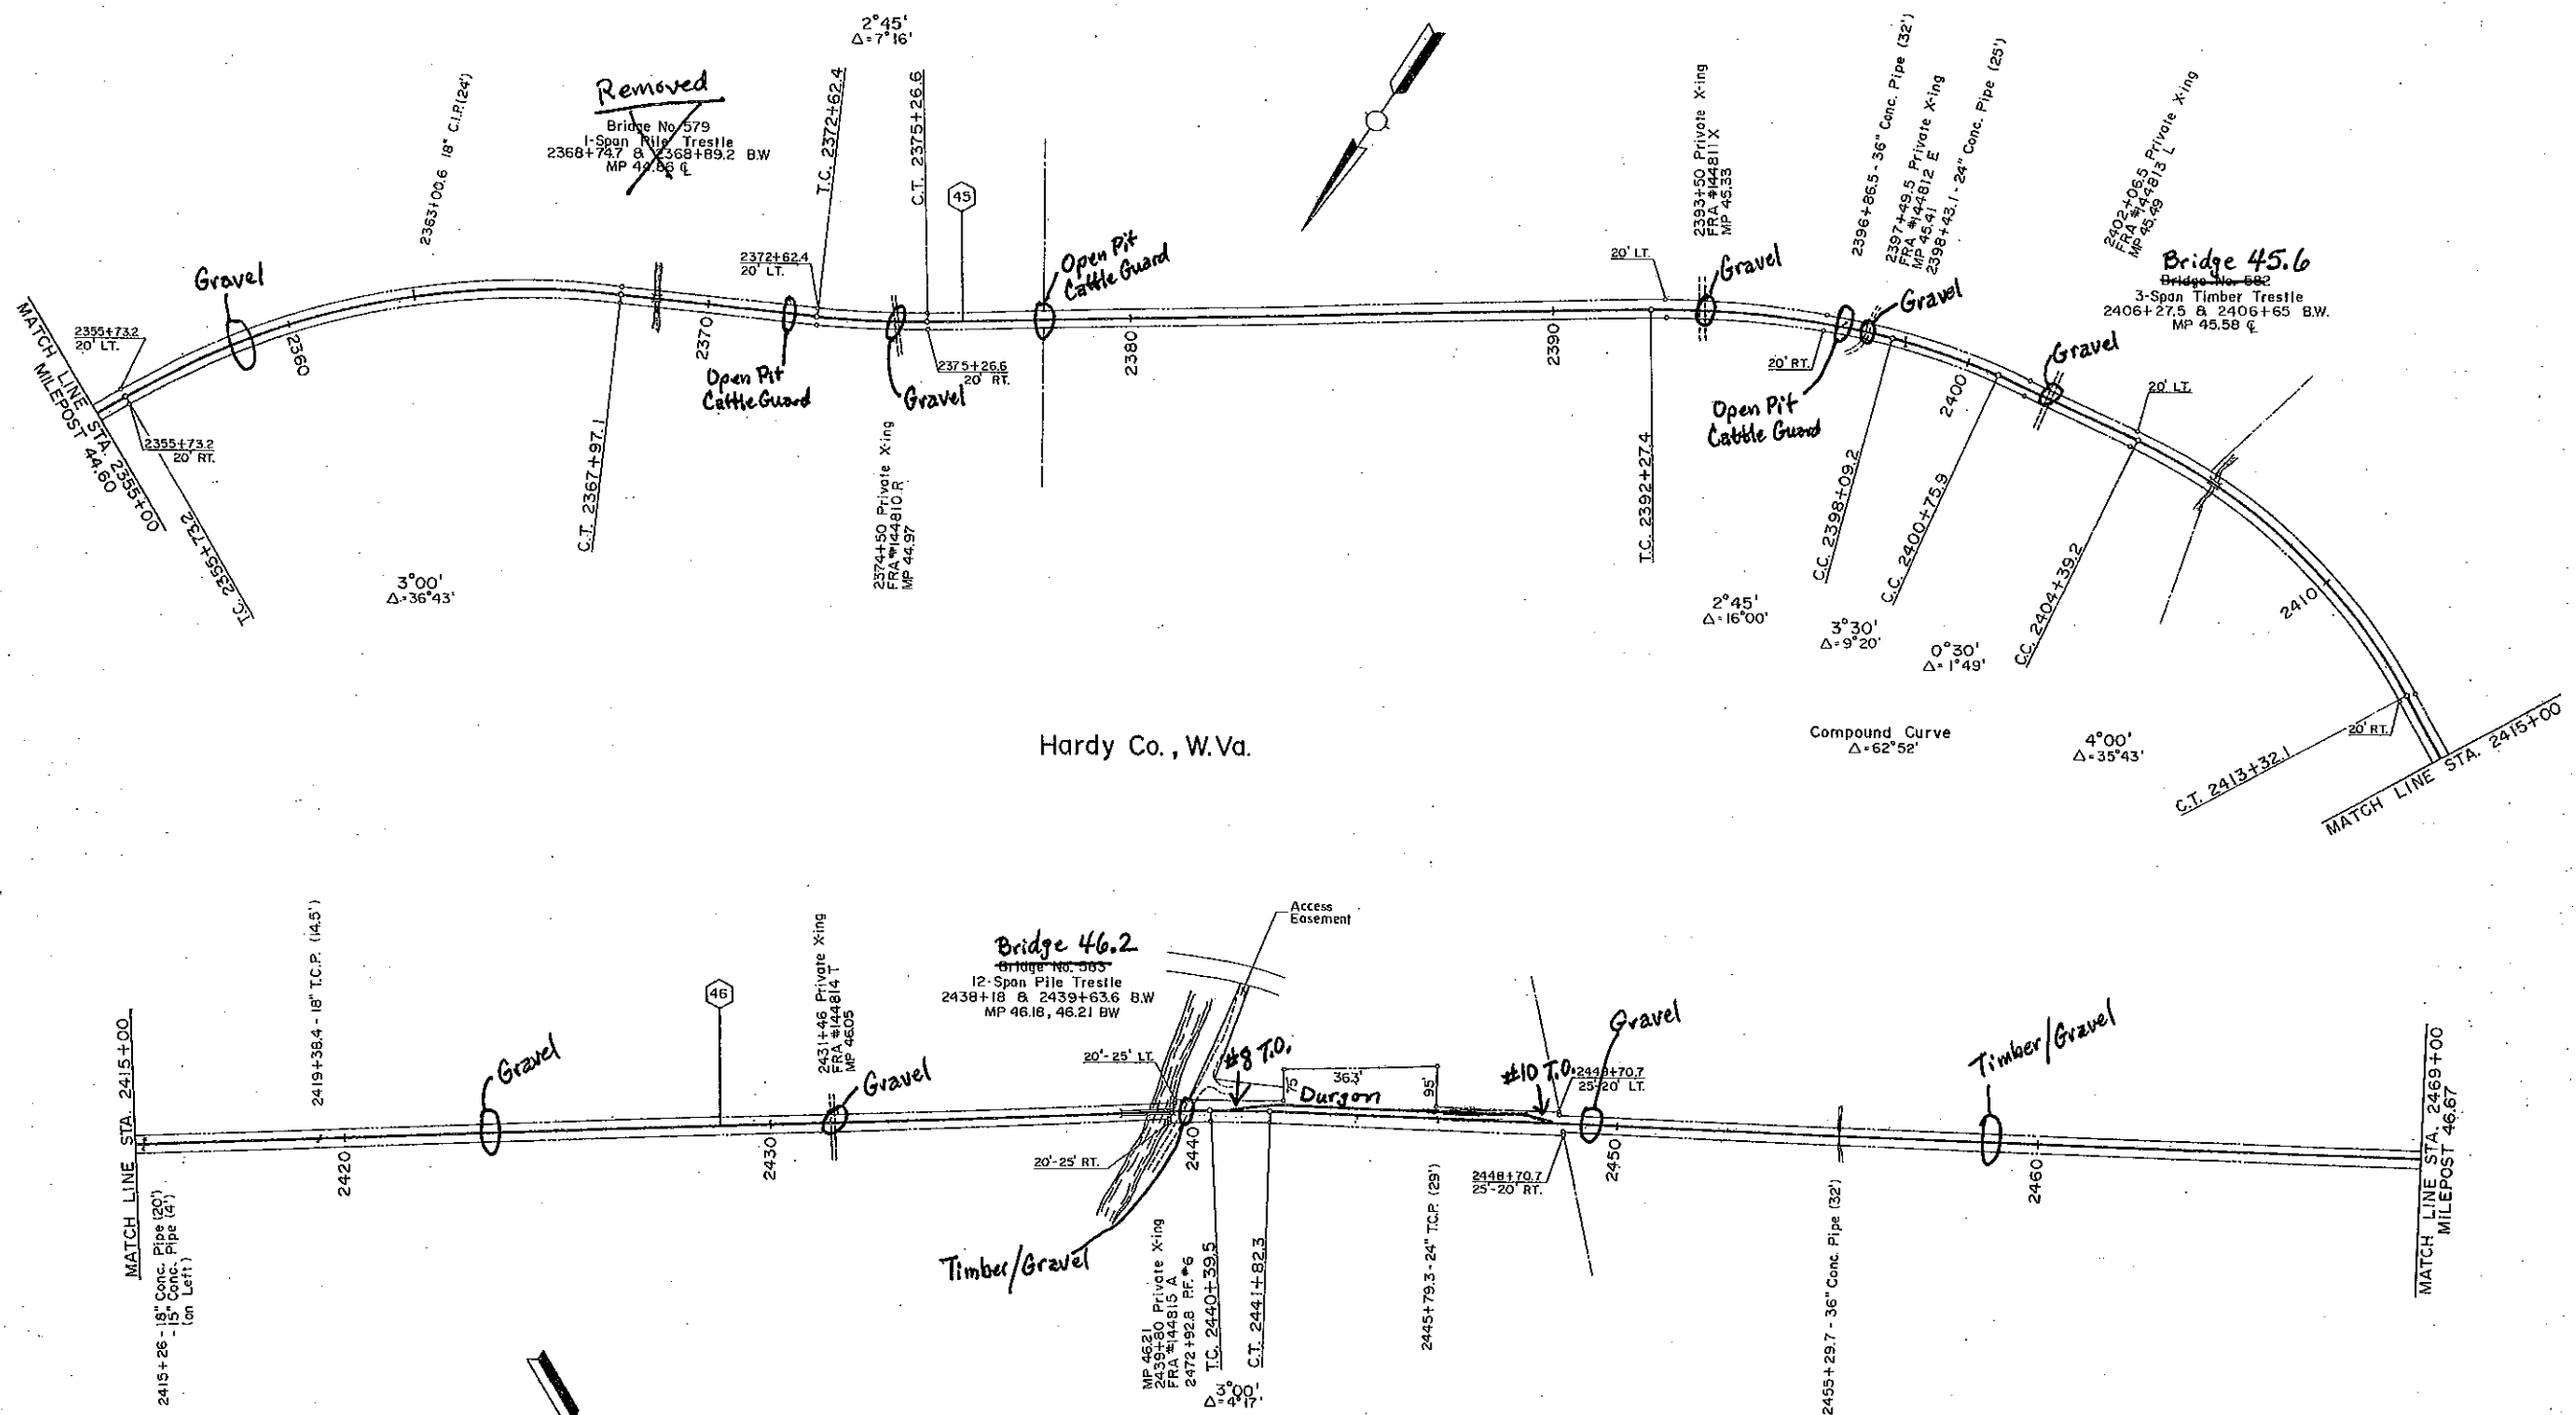 2°45'
Δ=7°16'
Removed
Bridge No. 579
1-Span Pile Trestle
2368+74.7 & 2368+89.2 B.W
MP 44.86 ℄
2363+00.6 18" C.I.P.(24')
T.C. 2372+62.4
C.T. 2375+26.6
45
2372+62.4
20' LT.
Open Pit
Cattle Guard
Gravel
2355+73.2
20' LT.
MATCH LINE STA. 2355+00
MILEPOST 44.60
2355+73.2
20' RT.
T.C. 2355+73.2
2360
3°00'
Δ=36°43'
C.T. 2367+97.1
2370
Open Pit
Cattle Guard
Gravel
2375+26.6
20' RT.
2374+50 Private X-ing
FRA #144810 R
MP 44.97
2380
2390
20' LT.
2393+50 Private X-ing
FRA #144811 X
MP 45.33
Gravel
2396+86.5 - 36" Conc. Pipe (32')
2397+49.5 Private X-ing
FRA #144812 E
MP 45.41
2398+43.1 - 24" Conc. Pipe (25')
2402+06.5 Private X-ing
FRA #144813 L
MP 45.49
Bridge 45.6
Bridge No. 582
3-Span Timber Trestle
2406+27.5 & 2406+65 B.W.
MP 45.58 ℄
Gravel
20' RT.
Open Pit
Cattle Guard
2400
Gravel
20' LT.
T.C. 2392+27.4
C.C. 2398+09.2
C.C. 2400+75.9
C.C. 2404+39.2
2410
2°45'
Δ=16°00'
3°30'
Δ=9°20'
0°30'
Δ=1°49'
Compound Curve
Δ=62°52'
4°00'
Δ=35°43'
20' RT.
C.T. 2413+32.1
MATCH LINE STA. 2415+00
Hardy Co., W.Va.
MATCH LINE STA. 2415+00
2415+26 - 18" Conc. Pipe (20')
- 15" Conc. Pipe (4')
(on Left)
2419+38.4 - 18" T.C.P. (14.5')
2420
Gravel
46
2430
2431+46 Private X-ing
FRA #144814 T
MP 46.05
Gravel
Bridge 46.2
Bridge No. 583
12-Span Pile Trestle
2438+18 & 2439+63.6 B.W
MP 46.18, 46.21 BW
Access
Easement
20'-25' LT.
20'-25' RT.
Timber/Gravel
#8 T.O.
2440
75'
363'
95'
Durgon
#10 T.O.
2448+70.7
25'-20' LT.
Gravel
MP 46.21
2439+80 Private X-ing
FRA #144815 A
2472+92.8 P.F. #6
T.C. 2440+39.5
C.T. 2441+82.3
3°00'
Δ=4°17'
2445+79.3 - 24" T.C.P. (29')
2448+70.7
25'-20' RT.
2450
2455+29.7 - 36" Conc. Pipe (32')
Timber/Gravel
2460
MATCH LINE STA. 2469+00
MILEPOST 46.67